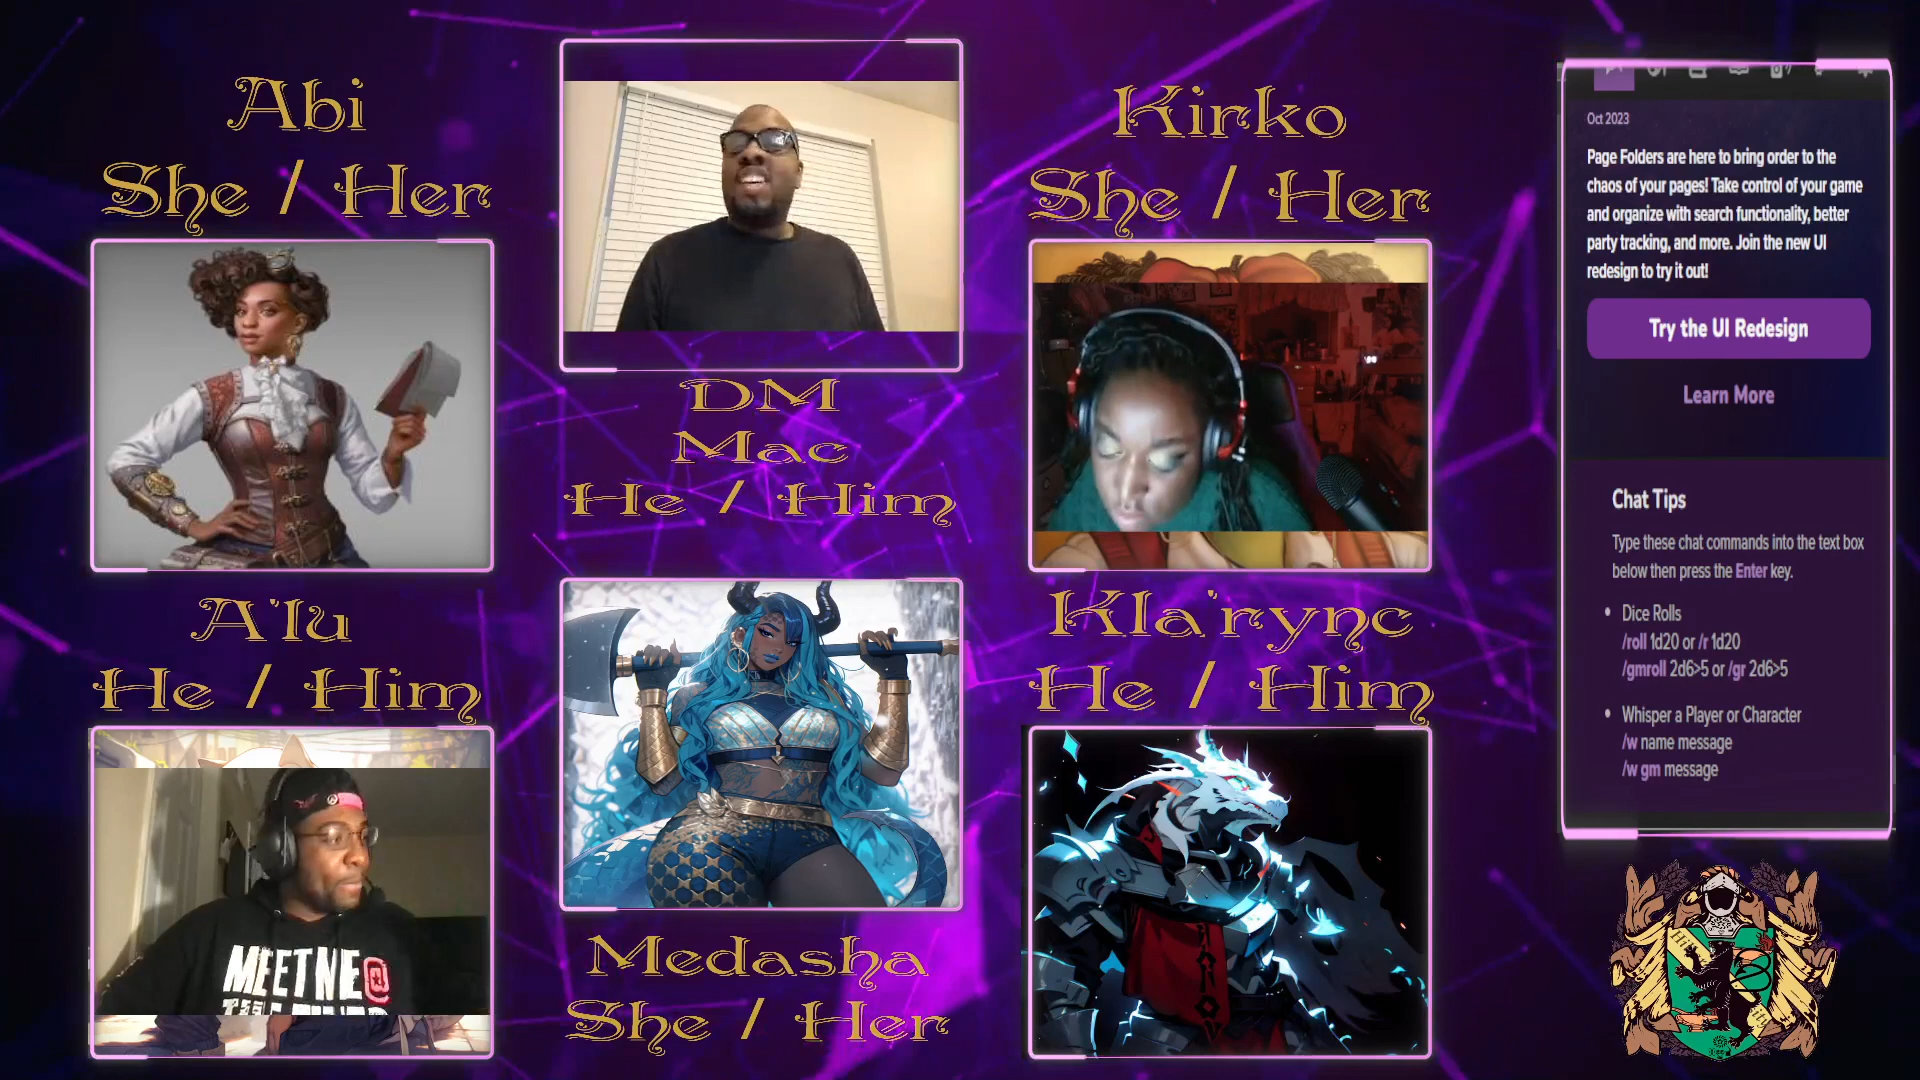 Abi
She / Her
DM
Mac
He / Him
Kirko
She / Her
A'lu
He / Him
MEETNE@
Medasha
She / Her
Kla'rync
He / Him
Oct 2023
Page Folders are here to bring order to the
chaos of your pages! Take control of your game
and organize with search functionality, better
party tracking, and more. Join the new UI
redesign to try it out!
Try the UI Redesign
Learn More
Chat Tips
Type these chat commands into the text box
below then press the Enter key.
• Dice Rolls
/roll 1d20 or /r 1d20
/gmroll 2d6>5 or /gr 2d6>5
• Whisper a Player or Character
/w name message
/w gm message